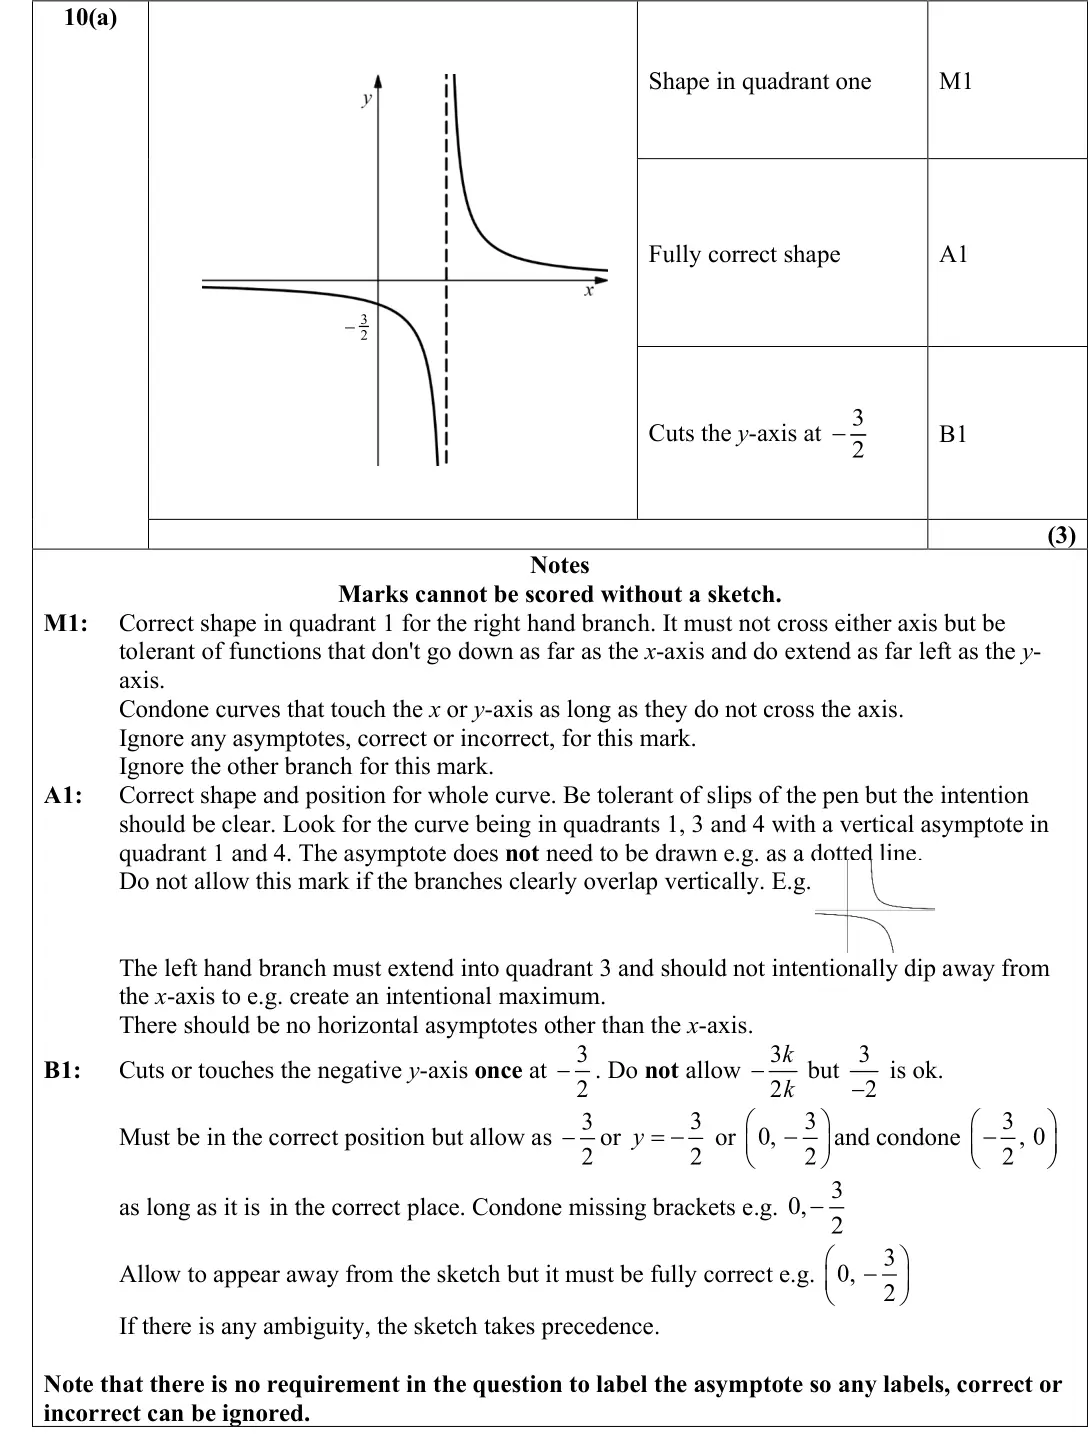 10(a)
y
x
− 3/2
Shape in quadrant one
M1
Fully correct shape
A1
Cuts the y-axis at − 3/2
B1
(3)
Notes
Marks cannot be scored without a sketch.
M1: Correct shape in quadrant 1 for the right hand branch. It must not cross either axis but be
tolerant of functions that don't go down as far as the x-axis and do extend as far left as the y-
axis.
Condone curves that touch the x or y-axis as long as they do not cross the axis.
Ignore any asymptotes, correct or incorrect, for this mark.
Ignore the other branch for this mark.
A1: Correct shape and position for whole curve. Be tolerant of slips of the pen but the intention
should be clear. Look for the curve being in quadrants 1, 3 and 4 with a vertical asymptote in
quadrant 1 and 4. The asymptote does not need to be drawn e.g. as a dotted line.
Do not allow this mark if the branches clearly overlap vertically. E.g.
The left hand branch must extend into quadrant 3 and should not intentionally dip away from
the x-axis to e.g. create an intentional maximum.
There should be no horizontal asymptotes other than the x-axis.
B1: Cuts or touches the negative y-axis once at − 3/2 . Do not allow − 3k/2k but 3/−2 is ok.
Must be in the correct position but allow as − 3/2 or y = − 3/2 or (0, − 3/2) and condone (− 3/2, 0)
as long as it is in the correct place. Condone missing brackets e.g. 0, − 3/2
Allow to appear away from the sketch but it must be fully correct e.g. (0, − 3/2)
If there is any ambiguity, the sketch takes precedence.
Note that there is no requirement in the question to label the asymptote so any labels, correct or
incorrect can be ignored.